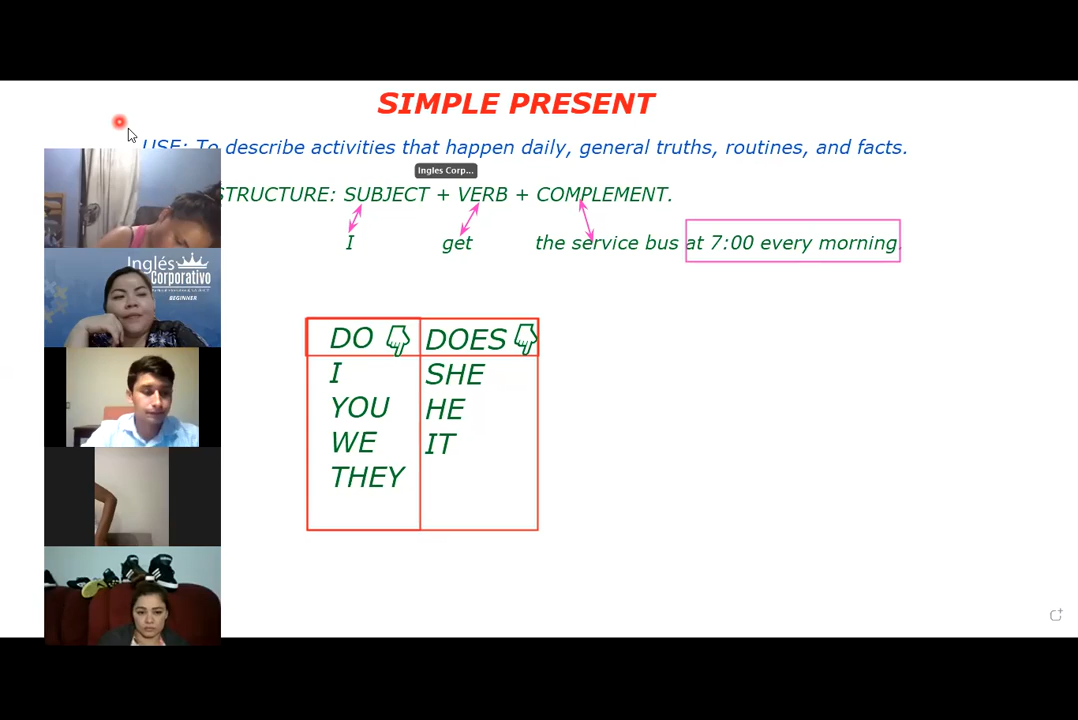 SIMPLE PRESENT
USE: To describe activities that happen daily, general truths, routines, and facts.
Ingles Corp...
STRUCTURE: SUBJECT + VERB + COMPLEMENT.
I get the service bus at 7:00 every morning.
Inglés
Corporativo
BEGINNER
DO DOES
I SHE
YOU HE
WE IT
THEY